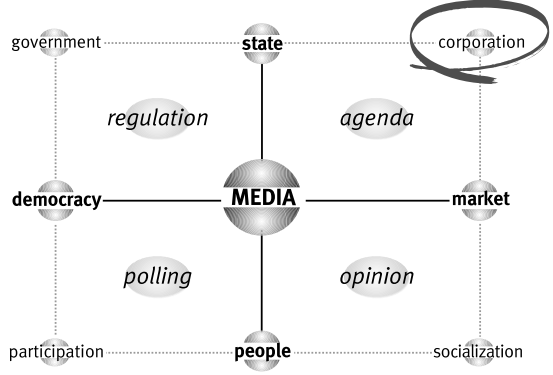 government
state
corporation
regulation
agenda
democracy
MEDIA
market
polling
opinion
participation
people
socialization